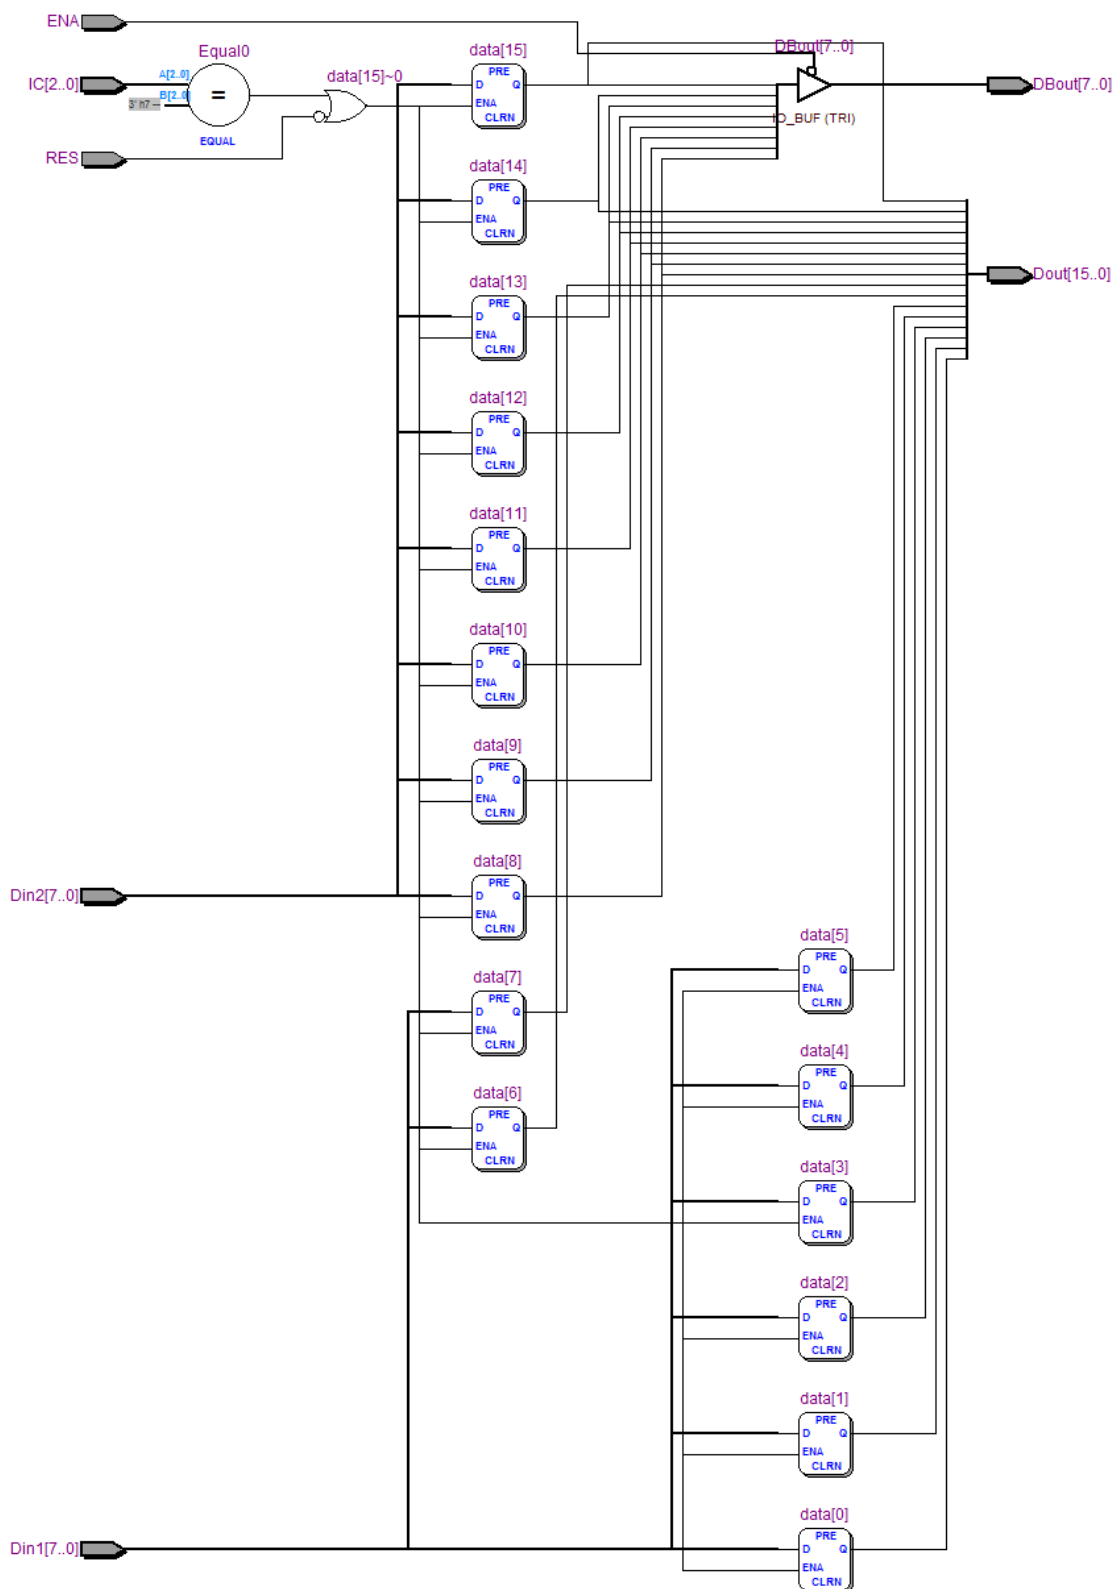 ENA
IC[2..0]
RES
Equal0
A[2..0]
B[2..0]
3' h7 --
=
EQUAL
data[15]~0
data[15]
PRE
D Q
ENA
CLRN
DBout[7..0]
IO_BUF (TRI)
DBout[7..0]
data[14]
PRE
D Q
ENA
CLRN
Dout[15..0]
data[13]
PRE
D Q
ENA
CLRN
data[12]
PRE
D Q
ENA
CLRN
data[11]
PRE
D Q
ENA
CLRN
data[10]
PRE
D Q
ENA
CLRN
data[9]
PRE
D Q
ENA
CLRN
Din2[7..0]
data[8]
PRE
D Q
ENA
CLRN
data[7]
PRE
D Q
ENA
CLRN
data[6]
PRE
D Q
ENA
CLRN
data[5]
PRE
D Q
ENA
CLRN
data[4]
PRE
D Q
ENA
CLRN
data[3]
PRE
D Q
ENA
CLRN
data[2]
PRE
D Q
ENA
CLRN
data[1]
PRE
D Q
ENA
CLRN
Din1[7..0]
data[0]
PRE
D Q
ENA
CLRN